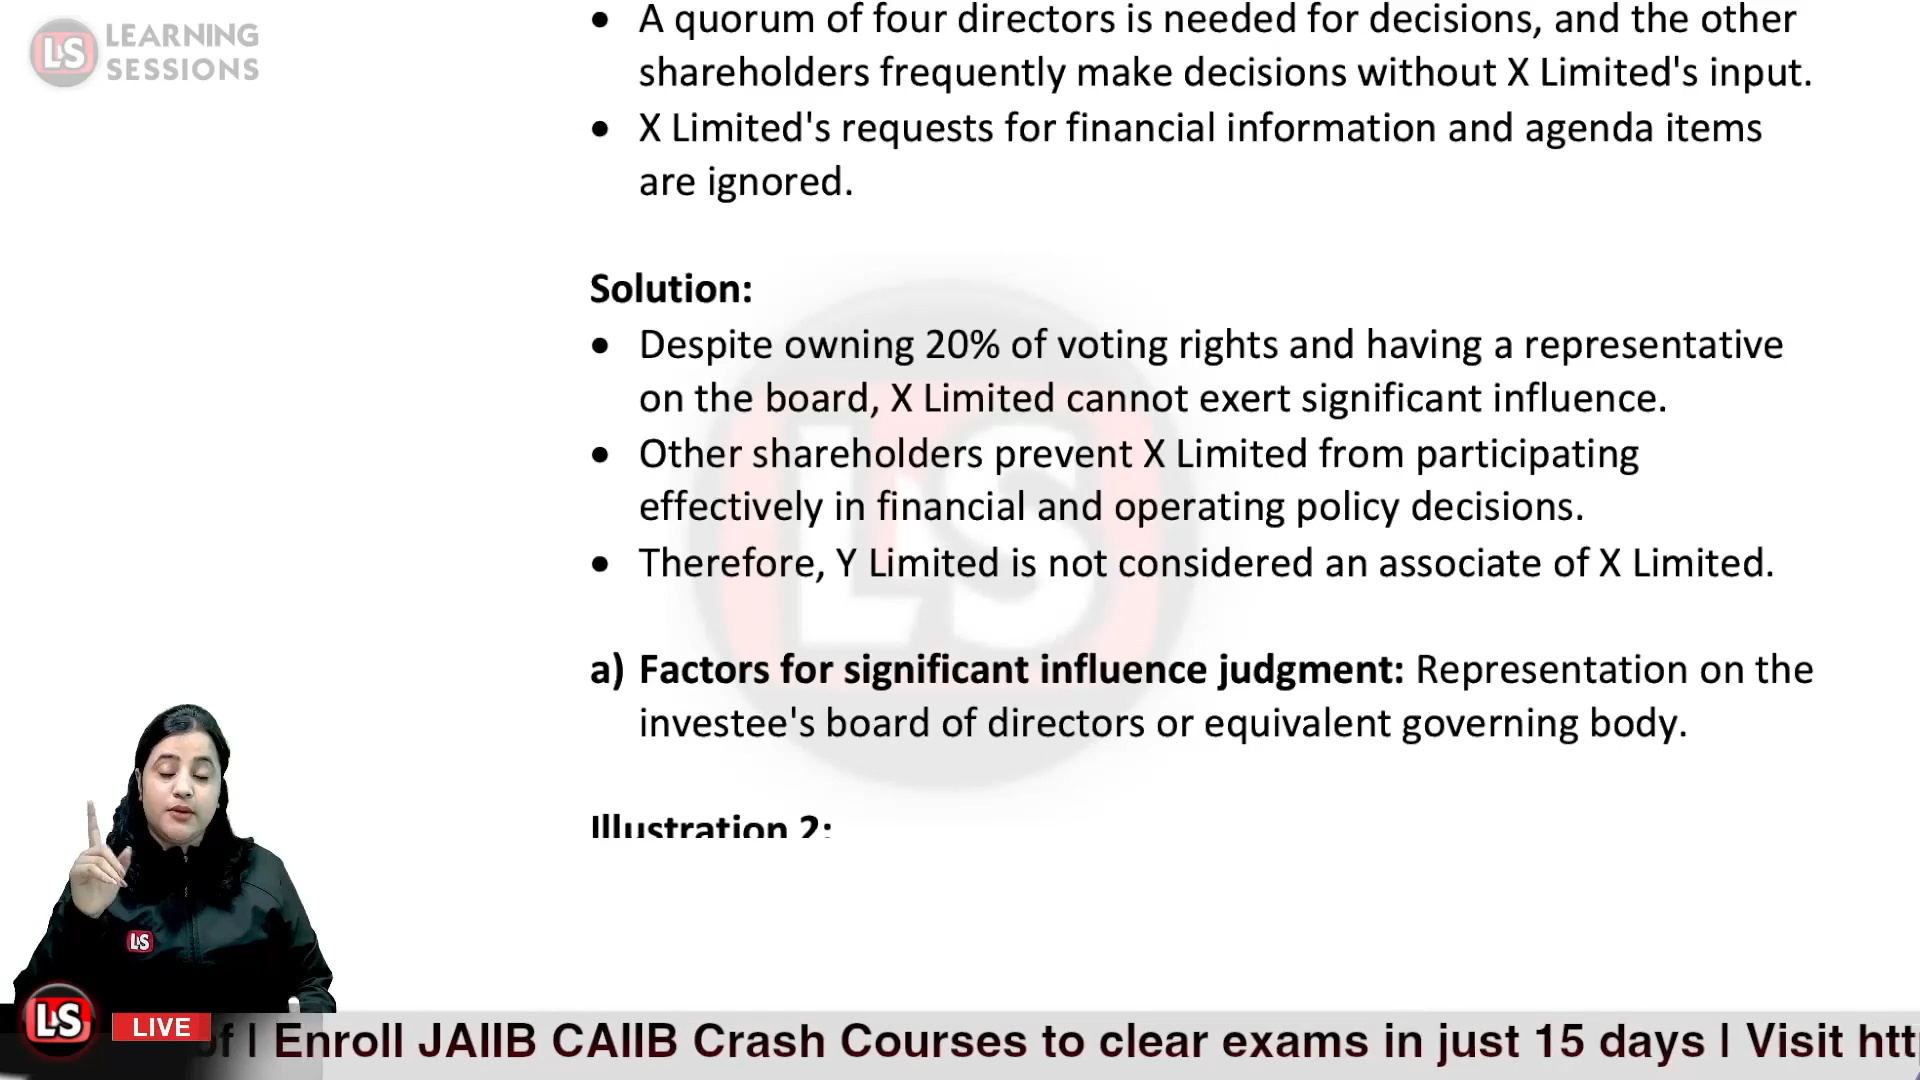 LEARNING
SESSIONS
LS
• A quorum of four directors is needed for decisions, and the other
shareholders frequently make decisions without X Limited's input.
• X Limited's requests for financial information and agenda items
are ignored.
Solution:
• Despite owning 20% of voting rights and having a representative
on the board, X Limited cannot exert significant influence.
• Other shareholders prevent X Limited from participating
effectively in financial and operating policy decisions.
• Therefore, Y Limited is not considered an associate of X Limited.
a) Factors for significant influence judgment: Representation on the
investee's board of directors or equivalent governing body.
Illustration 2:
LS
LS
LS
LIVE
of | Enroll JAIIB CAIIB Crash Courses to clear exams in just 15 days | Visit htt